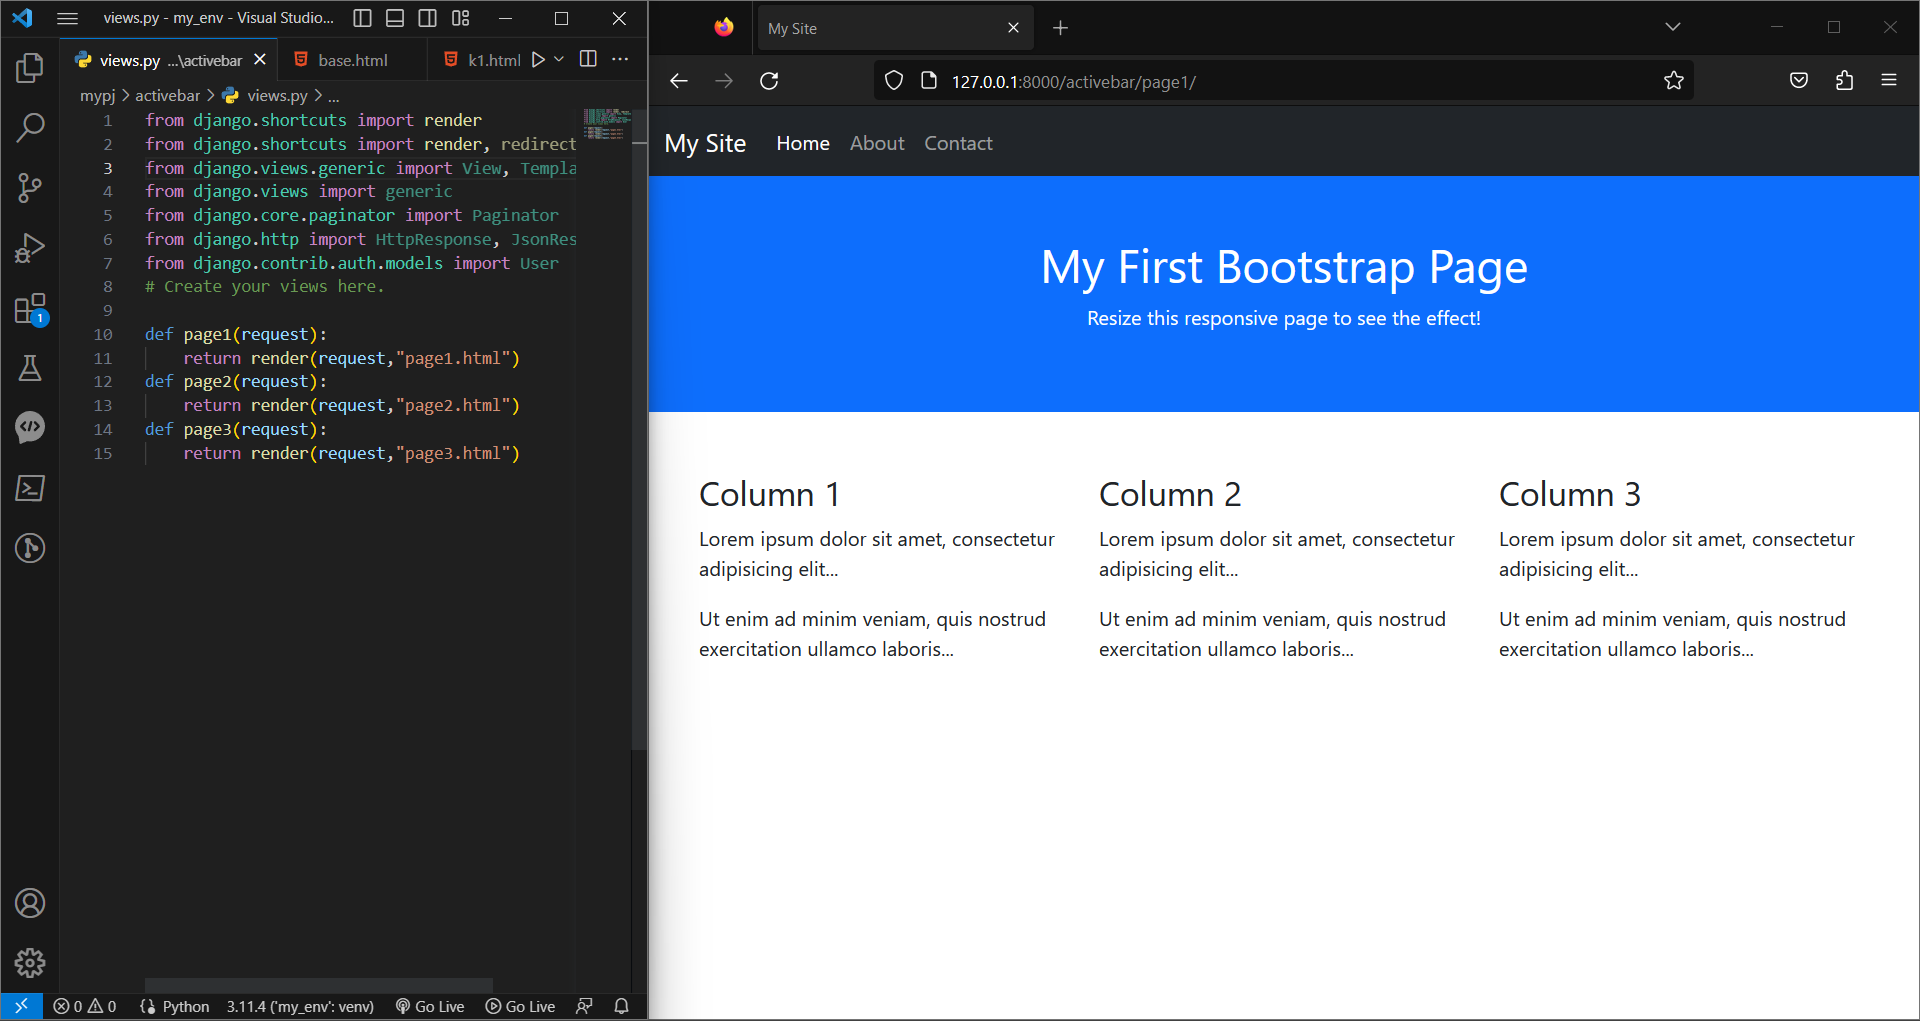 views.py - my_env - Visual Studio...
views.py ...\activebar
base.html
k1.html
mypj > activebar > views.py > ...
1 from django.shortcuts import render
2 from django.shortcuts import render, redirect
3 from django.views.generic import View, Templa
4 from django.views import generic
5 from django.core.paginator import Paginator
6 from django.http import HttpResponse, JsonRes
7 from django.contrib.auth.models import User
8 # Create your views here.
9
10 def page1(request):
11 return render(request,"page1.html")
12 def page2(request):
13 return render(request,"page2.html")
14 def page3(request):
15 return render(request,"page3.html")
1
0 0 Python 3.11.4 ('my_env': venv) Go Live Go Live
My Site
127.0.0.1:8000/activebar/page1/
My Site Home About Contact
My First Bootstrap Page
Resize this responsive page to see the effect!
Column 1
Lorem ipsum dolor sit amet, consectetur
adipisicing elit...
Ut enim ad minim veniam, quis nostrud
exercitation ullamco laboris...
Column 2
Lorem ipsum dolor sit amet, consectetur
adipisicing elit...
Ut enim ad minim veniam, quis nostrud
exercitation ullamco laboris...
Column 3
Lorem ipsum dolor sit amet, consectetur
adipisicing elit...
Ut enim ad minim veniam, quis nostrud
exercitation ullamco laboris...